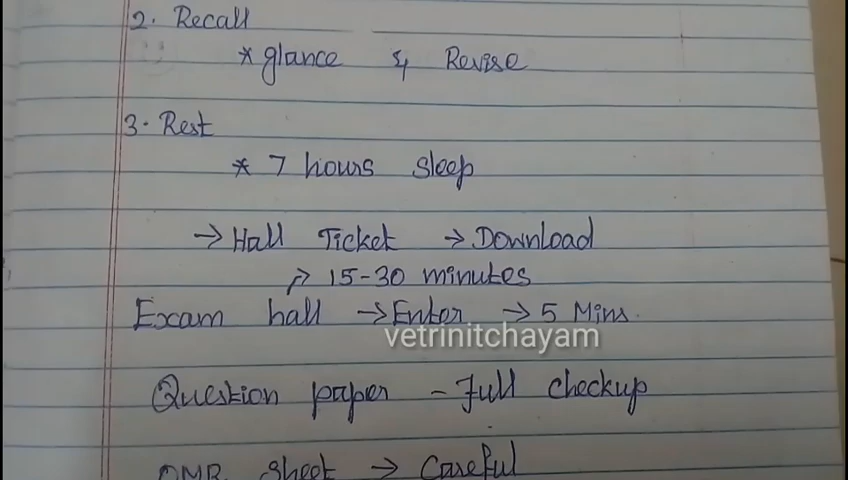 2. Recall
* glance & Revise
3. Rest
* 7 hours sleep
→ Hall Ticket → Download
→ 15-30 minutes
Exam hall → Enter → 5 Mins.
vetrinitchayam
Question paper - Full checkup
OMR sheet → Careful